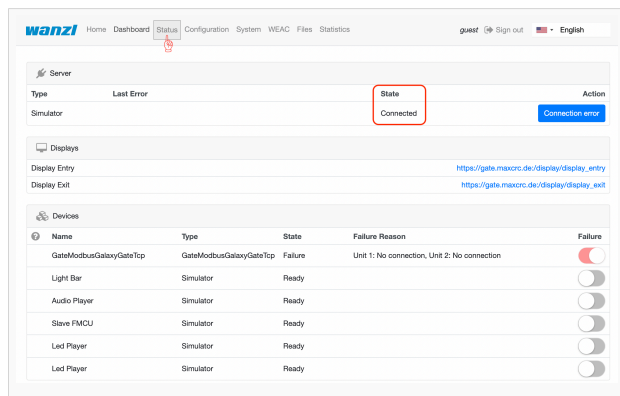 wanzl Home Dashboard Status Configuration System WEAC Files Statistics guest Sign out English
Server
Type Last Error State Action
Simulator Connected Connection error
Displays
Display Entry https://gate.maxcrc.de:/display/display_entry
Display Exit https://gate.maxcrc.de:/display/display_exit
Devices
Name Type State Failure Reason Failure
GateModbusGalaxyGateTcp GateModbusGalaxyGateTcp Failure Unit 1: No connection, Unit 2: No connection
Light Bar Simulator Ready
Audio Player Simulator Ready
Slave FMCU Simulator Ready
Led Player Simulator Ready
Led Player Simulator Ready